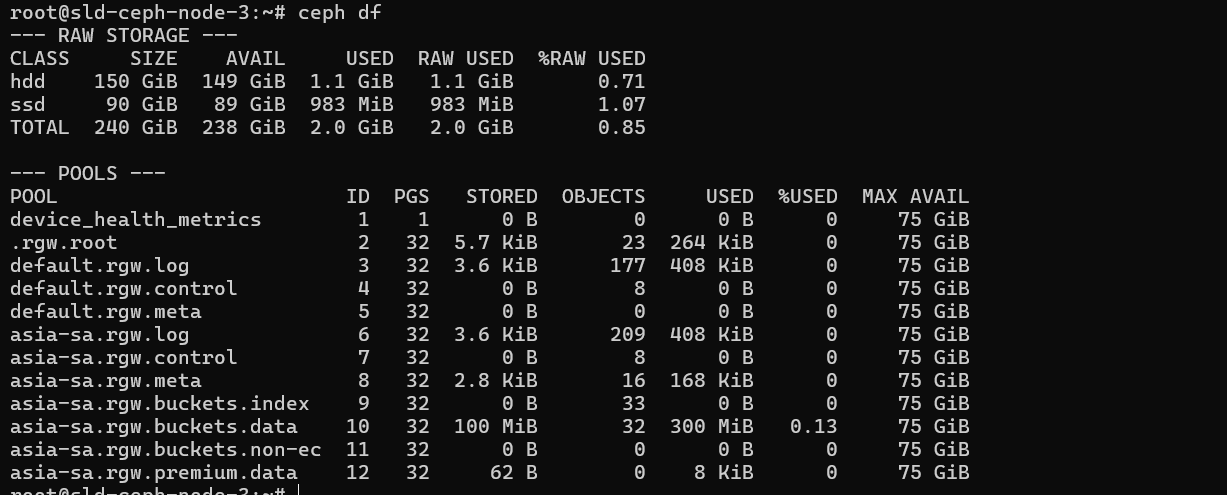 root@sld-ceph-node-3:~# ceph df
--- RAW STORAGE ---
CLASS     SIZE    AVAIL     USED  RAW USED  %RAW USED
hdd    150 GiB  149 GiB  1.1 GiB   1.1 GiB       0.71
ssd     90 GiB   89 GiB  983 MiB   983 MiB       1.07
TOTAL  240 GiB  238 GiB  2.0 GiB   2.0 GiB       0.85

--- POOLS ---
POOL                        ID  PGS   STORED  OBJECTS     USED  %USED  MAX AVAIL
device_health_metrics        1    1      0 B        0      0 B      0     75 GiB
.rgw.root                    2   32  5.7 KiB       23  264 KiB      0     75 GiB
default.rgw.log              3   32  3.6 KiB      177  408 KiB      0     75 GiB
default.rgw.control          4   32      0 B        8      0 B      0     75 GiB
default.rgw.meta             5   32      0 B        0      0 B      0     75 GiB
asia-sa.rgw.log              6   32  3.6 KiB      209  408 KiB      0     75 GiB
asia-sa.rgw.control          7   32      0 B        8      0 B      0     75 GiB
asia-sa.rgw.meta             8   32  2.8 KiB       16  168 KiB      0     75 GiB
asia-sa.rgw.buckets.index    9   32      0 B       33      0 B      0     75 GiB
asia-sa.rgw.buckets.data    10   32  100 MiB       32  300 MiB   0.13     75 GiB
asia-sa.rgw.buckets.non-ec  11   32      0 B        0      0 B      0     75 GiB
asia-sa.rgw.premium.data    12   32     62 B        0    8 KiB      0     75 GiB
root@sld-ceph-node-3:~#